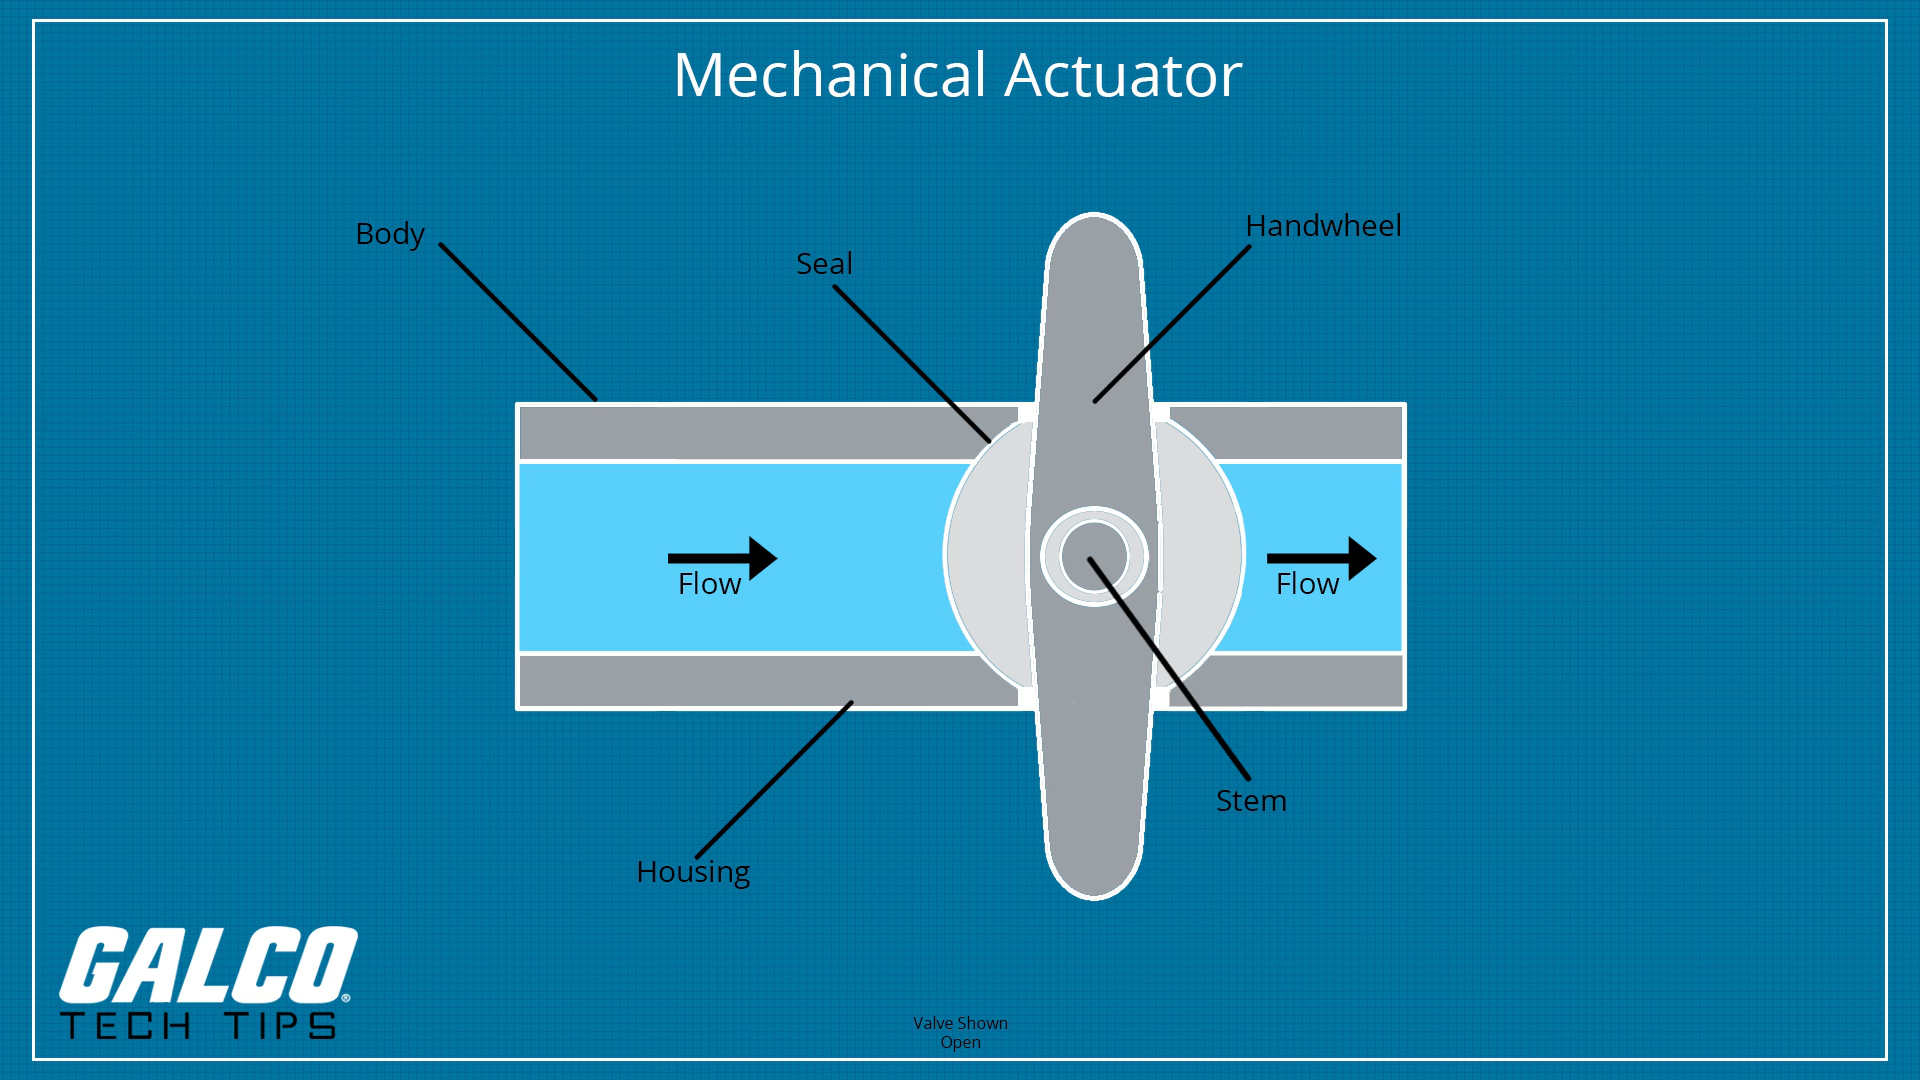 Mechanical Actuator
Body
Seal
Handwheel
Flow
Flow
Stem
Housing
GALCO®
TECH TIPS
Valve Shown
Open